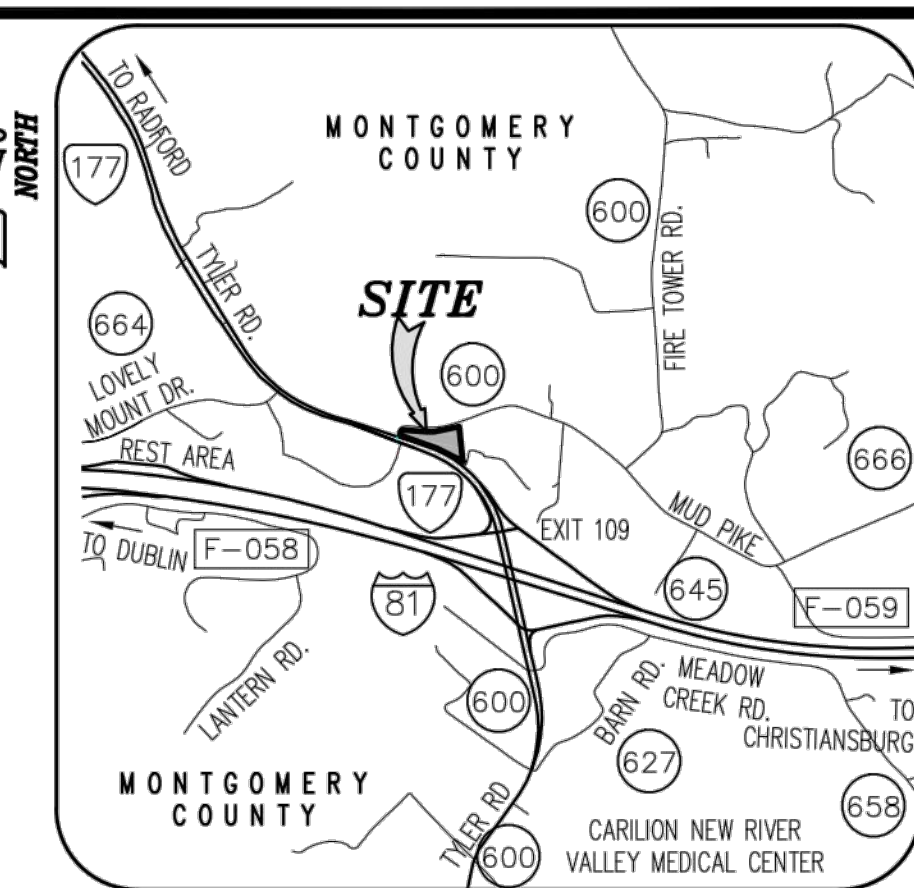 NORTH
TO RADFORD
177
MONTGOMERY
COUNTY
600
FIRE TOWER RD.
TYLER RD.
SITE
664
LOVELY
MOUNT DR.
600
REST AREA
177
666
MUD PIKE
EXIT 109
TO DUBLIN
F-058
81
645
F-059
LANTERN RD.
600
BARN RD.
MEADOW
CREEK RD.
TO
CHRISTIANSBURG
627
MONTGOMERY
COUNTY
658
TYLER RD
600
CARILION NEW RIVER
VALLEY MEDICAL CENTER